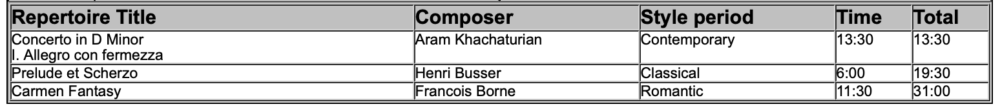 Repertoire Title Composer Style period Time Total
Concerto in D Minor Aram Khachaturian Contemporary 13:30 13:30
I. Allegro con fermezza
Prelude et Scherzo Henri Busser Classical 6:00 19:30
Carmen Fantasy Francois Borne Romantic 11:30 31:00